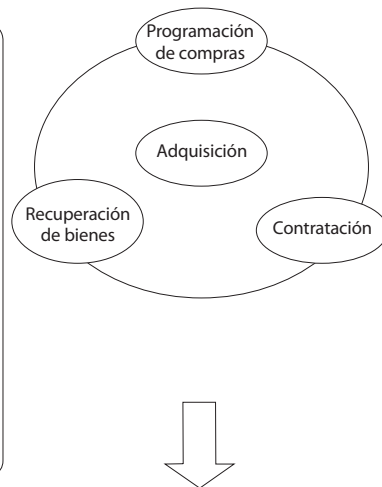 Programación
de compras
Adquisición
Recuperación
de bienes
Contratación